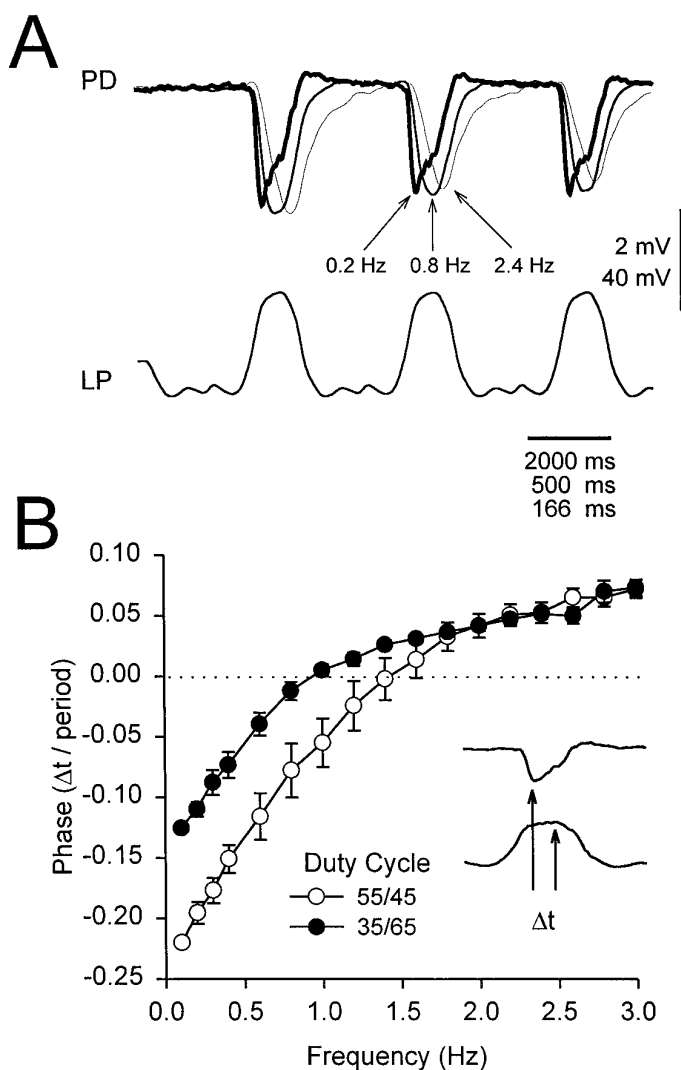 A
PD
0.2 Hz 0.8 Hz 2.4 Hz
2 mV
40 mV
LP
2000 ms
500 ms
166 ms
B
0.10
0.05
0.00
-0.05
-0.10
-0.15
-0.20
-0.25
Phase (Δt / period)
Duty Cycle
55/45
35/65
Δt
0.0 0.5 1.0 1.5 2.0 2.5 3.0
Frequency (Hz)